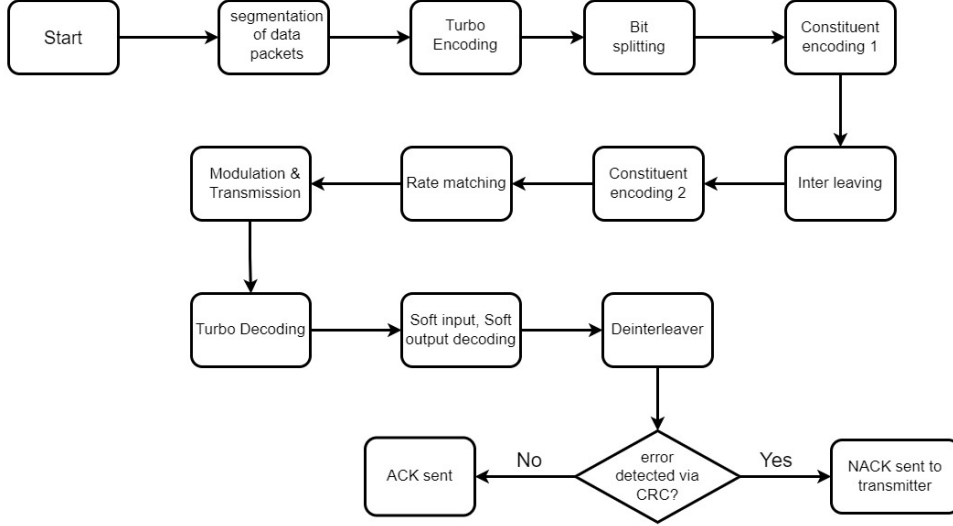 Start
segmentation
of data
packets
Turbo
Encoding
Bit
splitting
Constituent
encoding 1
Inter leaving
Constituent
encoding 2
Rate matching
Modulation &
Transmission
Turbo Decoding
Soft input, Soft
output decoding
Deinterleaver
error
detected via
CRC?
No
ACK sent
Yes
NACK sent to
transmitter